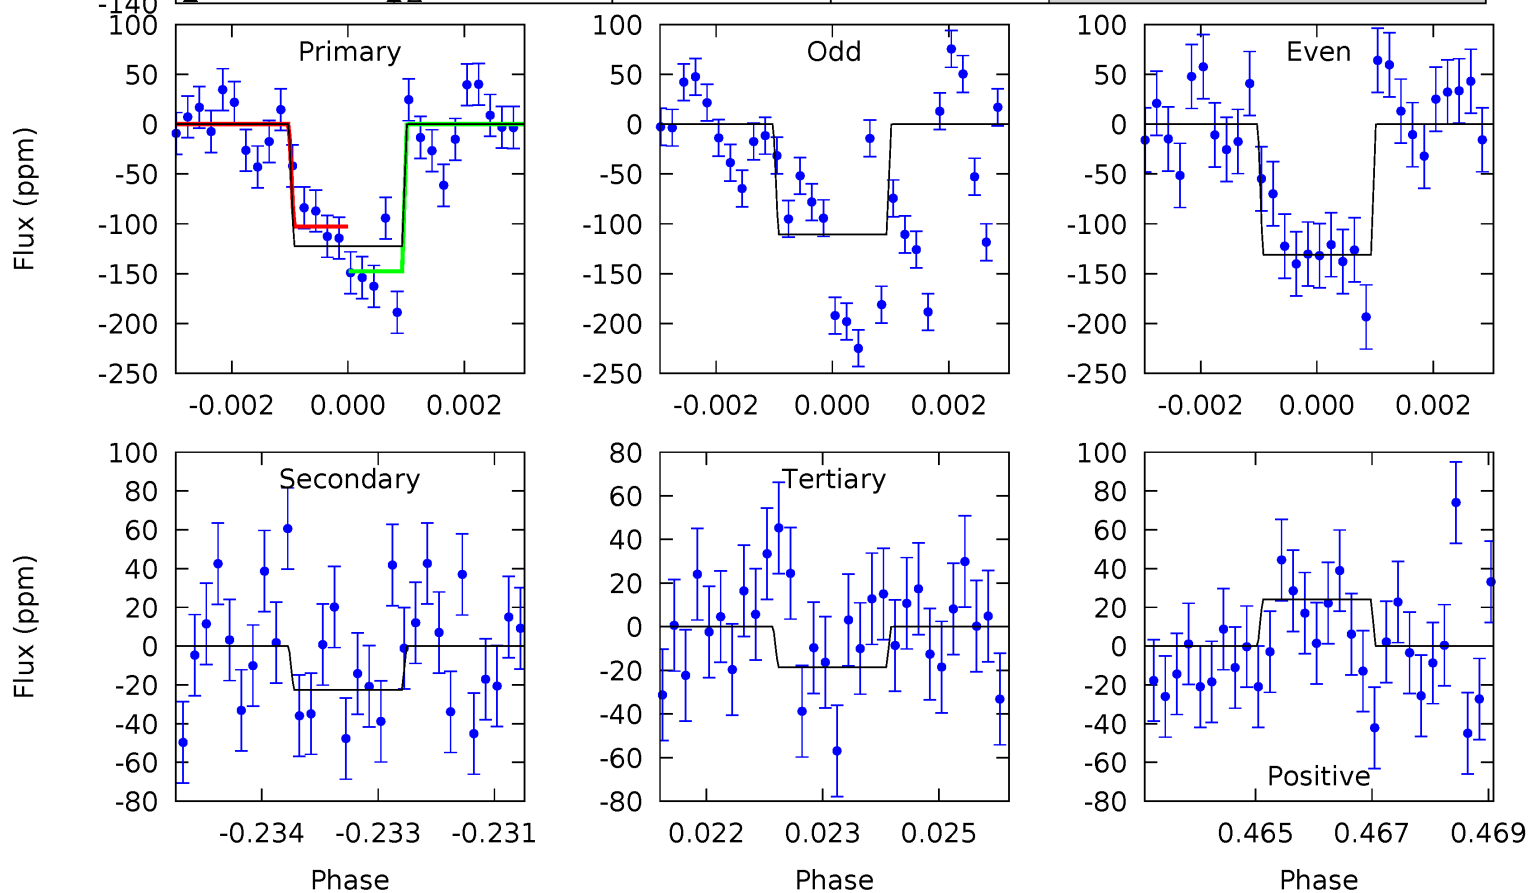 -140
100 100 100
Primary Odd Even
50 50 50
0 0 0
-50 -50 -50
-100 -100 -100
-150 -150 -150
-200 -200 -200
-250 -250 -250
Flux (ppm)
-0.002 0.000 0.002 -0.002 0.000 0.002 -0.002 0.000 0.002
100 80 100
Secondary Tertiary
80 60 80
60 40 60
40 20 40
20 0 20
0 -20 0
-20 -40 -20
-40 -60 -40
-60 -80 -60
-80 -80
Positive
Flux (ppm)
-0.234 -0.233 -0.231 0.022 0.023 0.025 0.465 0.467 0.469
Phase Phase Phase